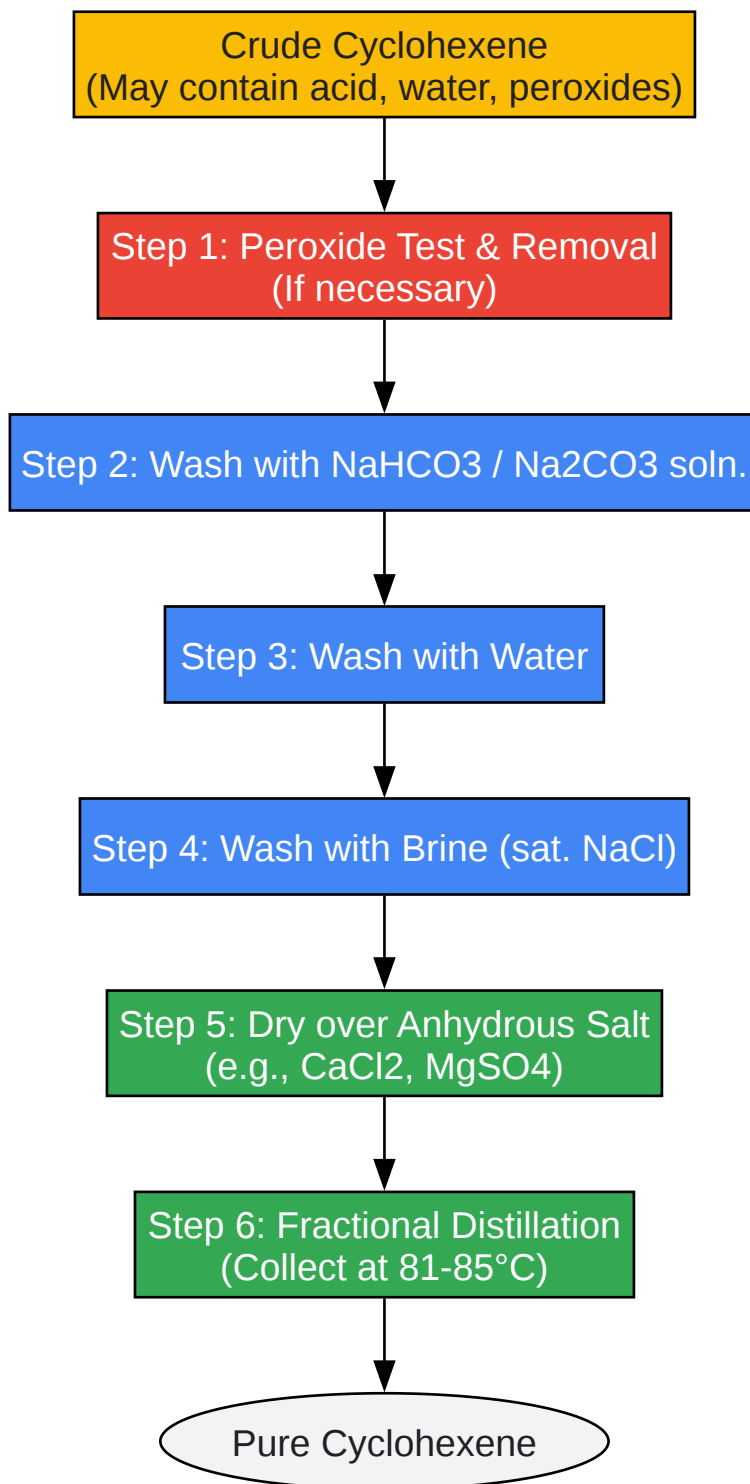 Crude Cyclohexene
(May contain acid, water, peroxides)
Step 1: Peroxide Test & Removal
(If necessary)
Step 2: Wash with NaHCO3 / Na2CO3 soln.
Step 3: Wash with Water
Step 4: Wash with Brine (sat. NaCl)
Step 5: Dry over Anhydrous Salt
(e.g., CaCl2, MgSO4)
Step 6: Fractional Distillation
(Collect at 81-85°C)
Pure Cyclohexene